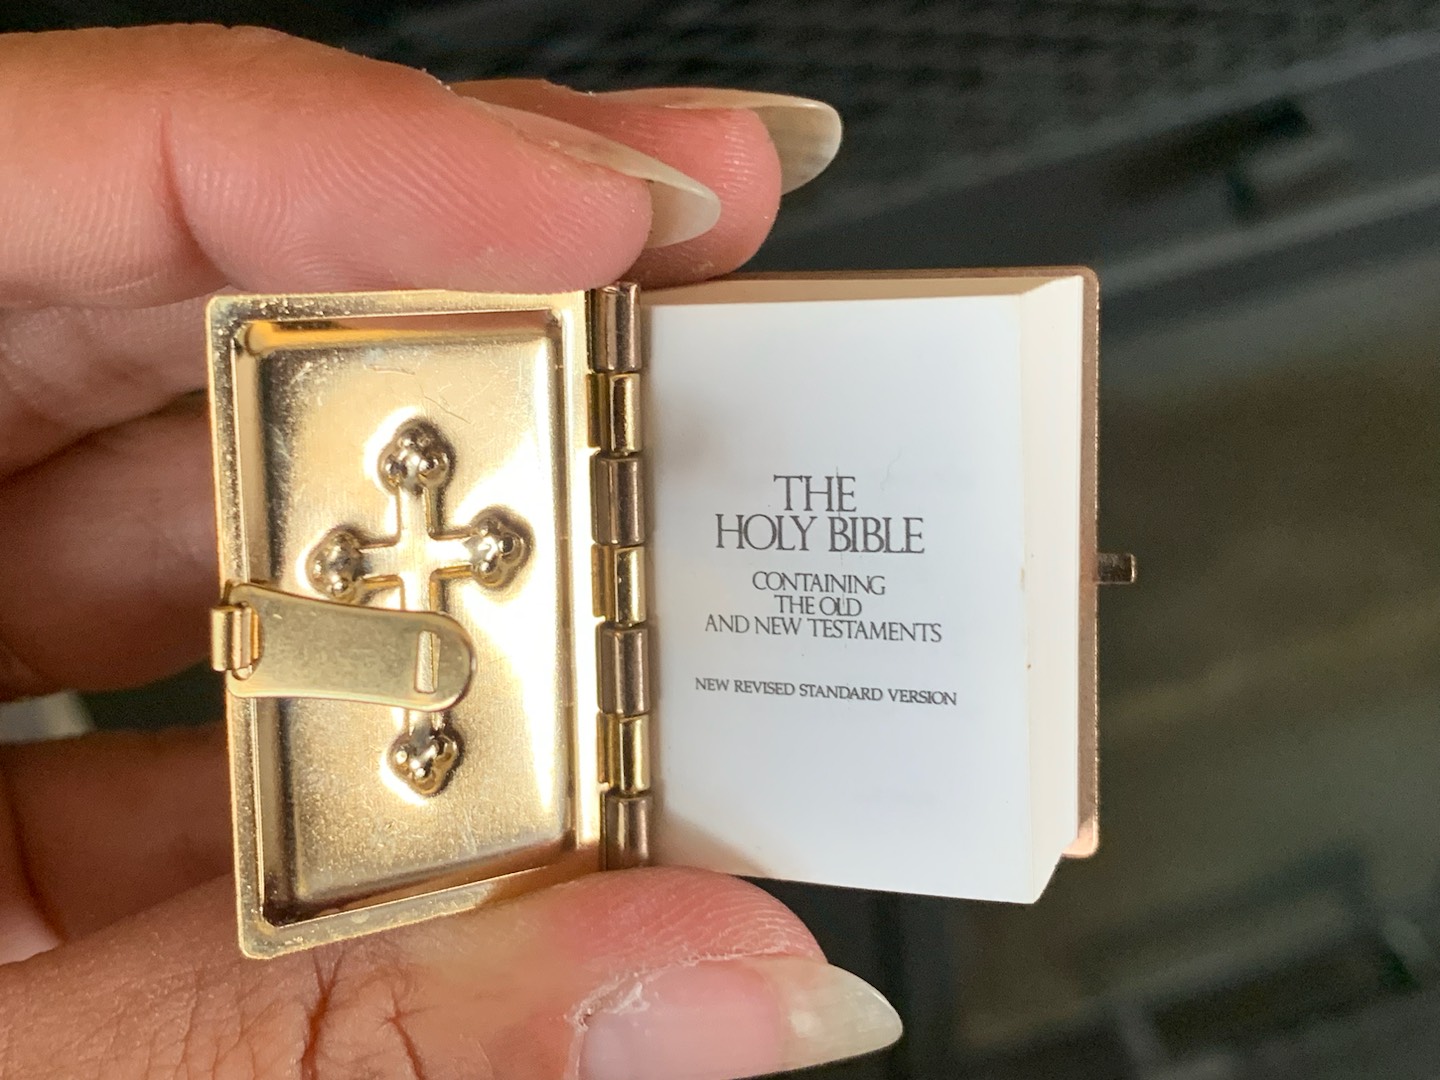 THE
HOLY BIBLE
CONTAINING
THE OLD
AND NEW TESTAMENTS
NEW REVISED STANDARD VERSION